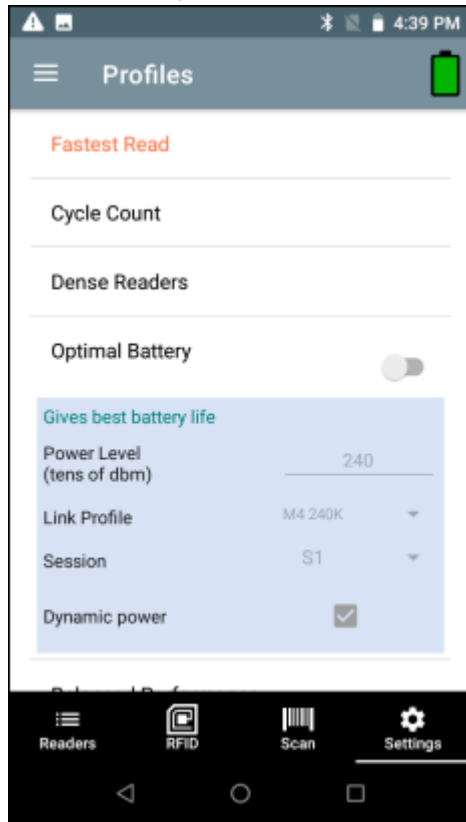 4:39 PM
Profiles
Fastest Read
Cycle Count
Dense Readers
Optimal Battery
Gives best battery life
Power Level
(tens of dbm)
240
Link Profile
M4 240K
Session
S1
Dynamic power
Readers
RFID
Scan
Settings